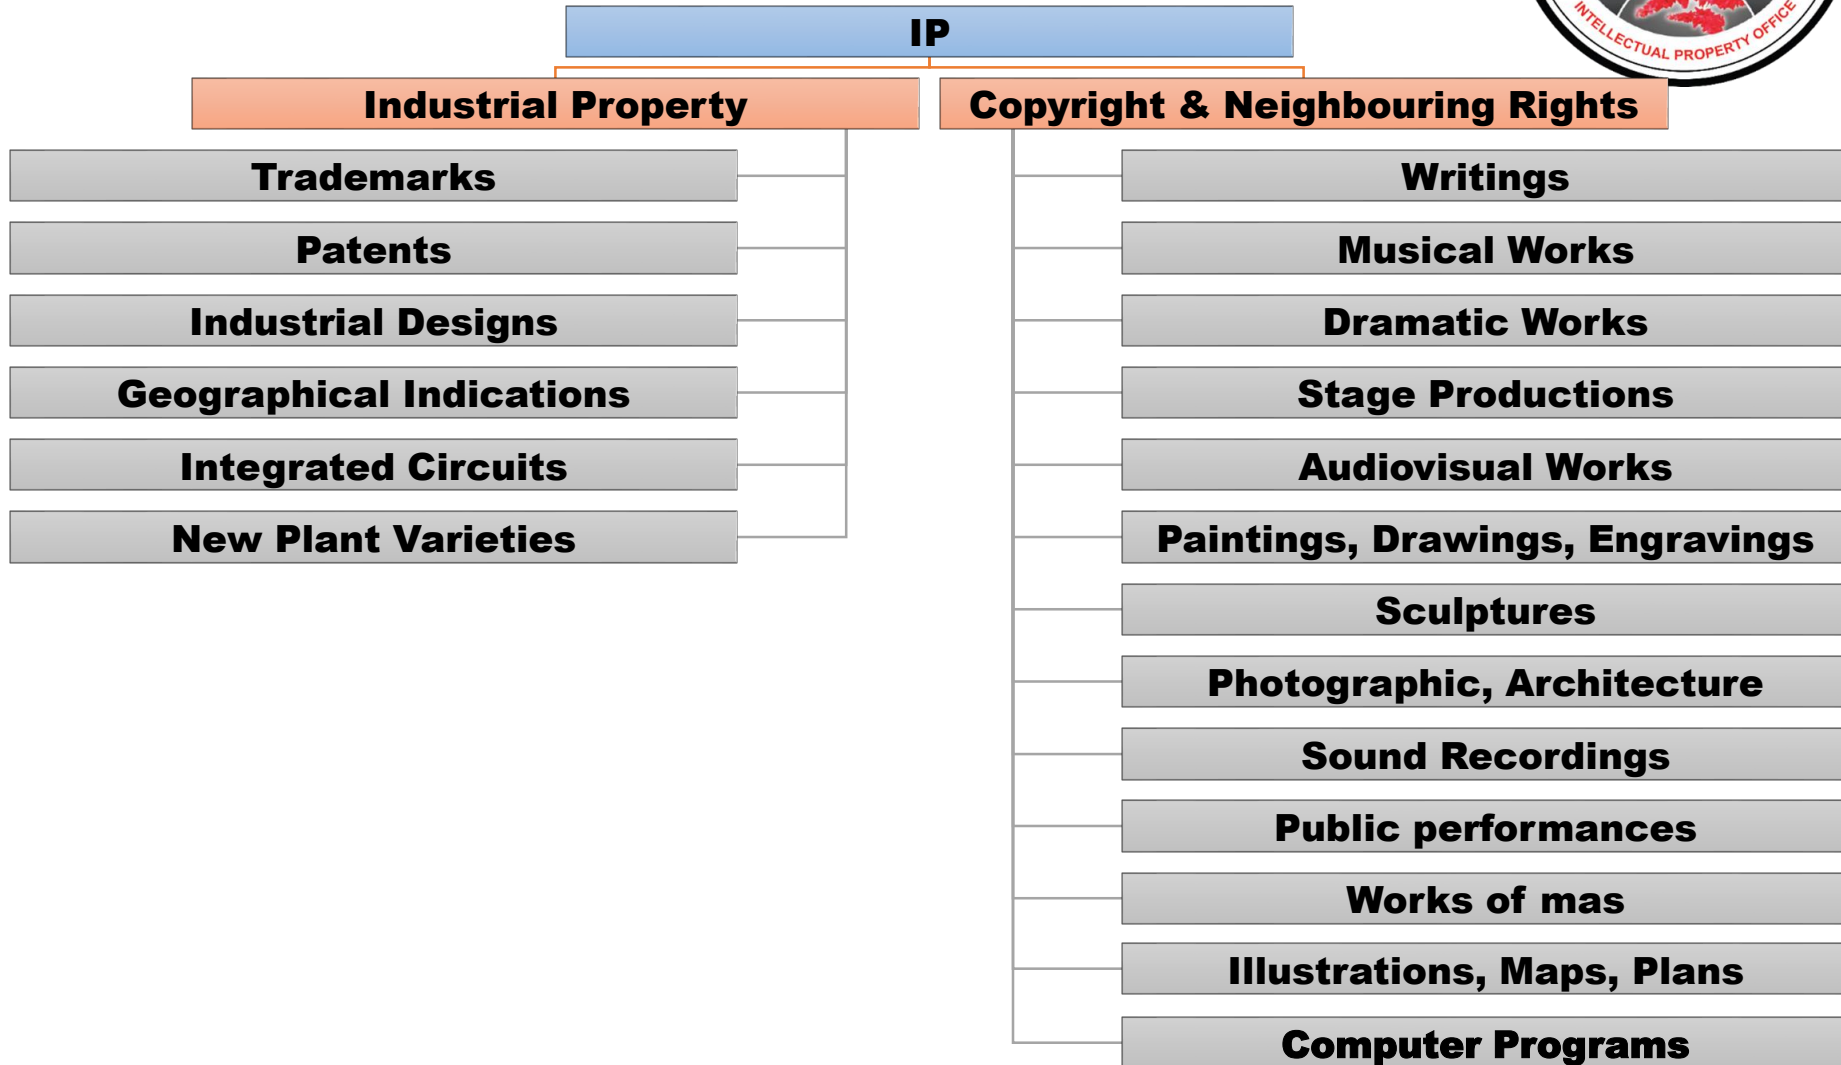 IP
INTELLECTUAL PROPERTY OFFICE
Industrial Property
Copyright & Neighbouring Rights
Trademarks
Patents
Industrial Designs
Geographical Indications
Integrated Circuits
New Plant Varieties
Writings
Musical Works
Dramatic Works
Stage Productions
Audiovisual Works
Paintings, Drawings, Engravings
Sculptures
Photographic, Architecture
Sound Recordings
Public performances
Works of mas
Illustrations, Maps, Plans
Computer Programs